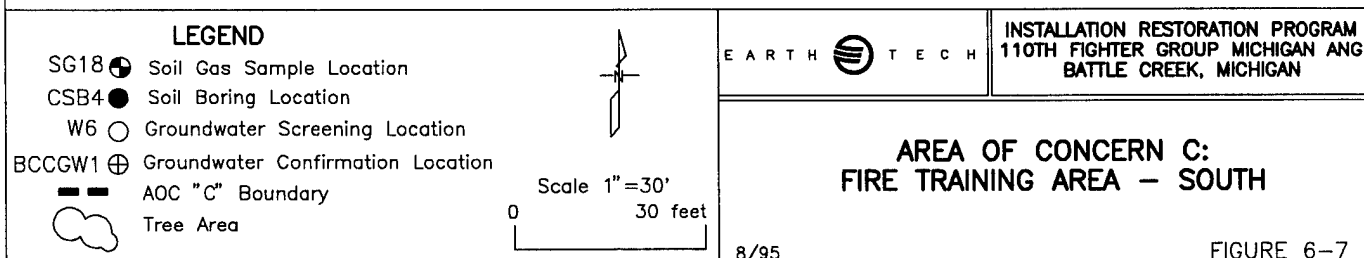 LEGEND
SG18 Soil Gas Sample Location
CSB4 Soil Boring Location
W6 Groundwater Screening Location
BCCGW1 Groundwater Confirmation Location
AOC "C" Boundary
Tree Area
N
Scale 1"=30'
0 30 feet
EARTH TECH
INSTALLATION RESTORATION PROGRAM
110TH FIGHTER GROUP MICHIGAN ANG
BATTLE CREEK, MICHIGAN
AREA OF CONCERN C:
FIRE TRAINING AREA – SOUTH
8/95
FIGURE 6–7